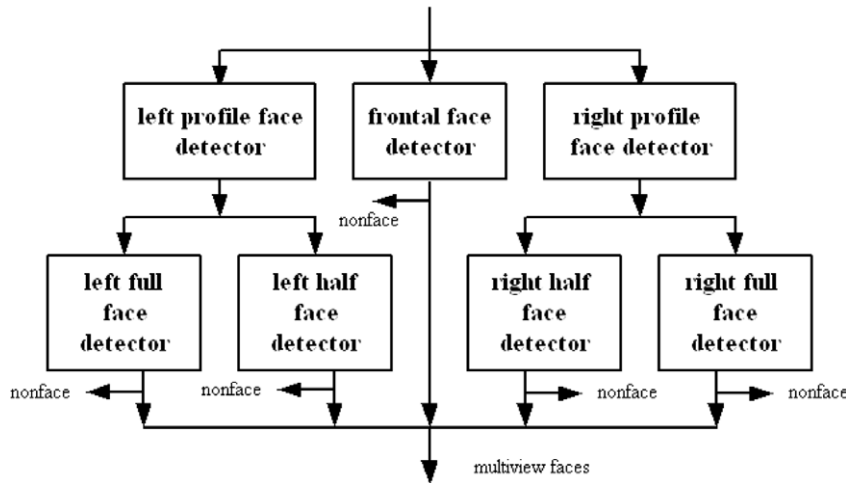 left profile face
detector
frontal face
detector
right profile
face detector
nonface
left full
face
detector
left half
face
detector
right half
face
detector
right full
face
detector
nonface
nonface
nonface
nonface
multiview faces